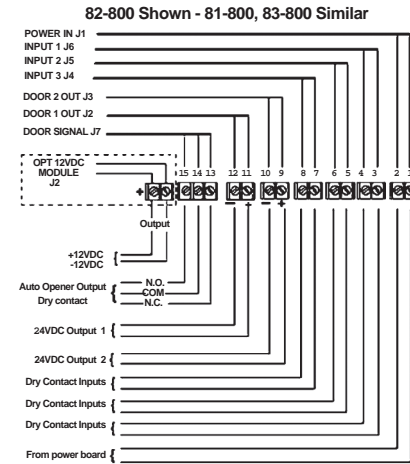 82-800 Shown - 81-800, 83-800 Similar
POWER IN J1
INPUT 1 J6
INPUT 2 J5
INPUT 3 J4
DOOR 2 OUT J3
DOOR 1 OUT J2
DOOR SIGNAL J7
OPT 12VDC
MODULE
J2
15 14 13 12 11 10 9 8 7 6 5 4 3 2 1
+
- + - +
Output
+12VDC
-12VDC {
N.O.
Auto Opener Output
Dry contact { COM
N.C.
24VDC Output 1 {
24VDC Output 2 {
Dry Contact Inputs {
Dry Contact Inputs {
Dry Contact Inputs {
From power board {